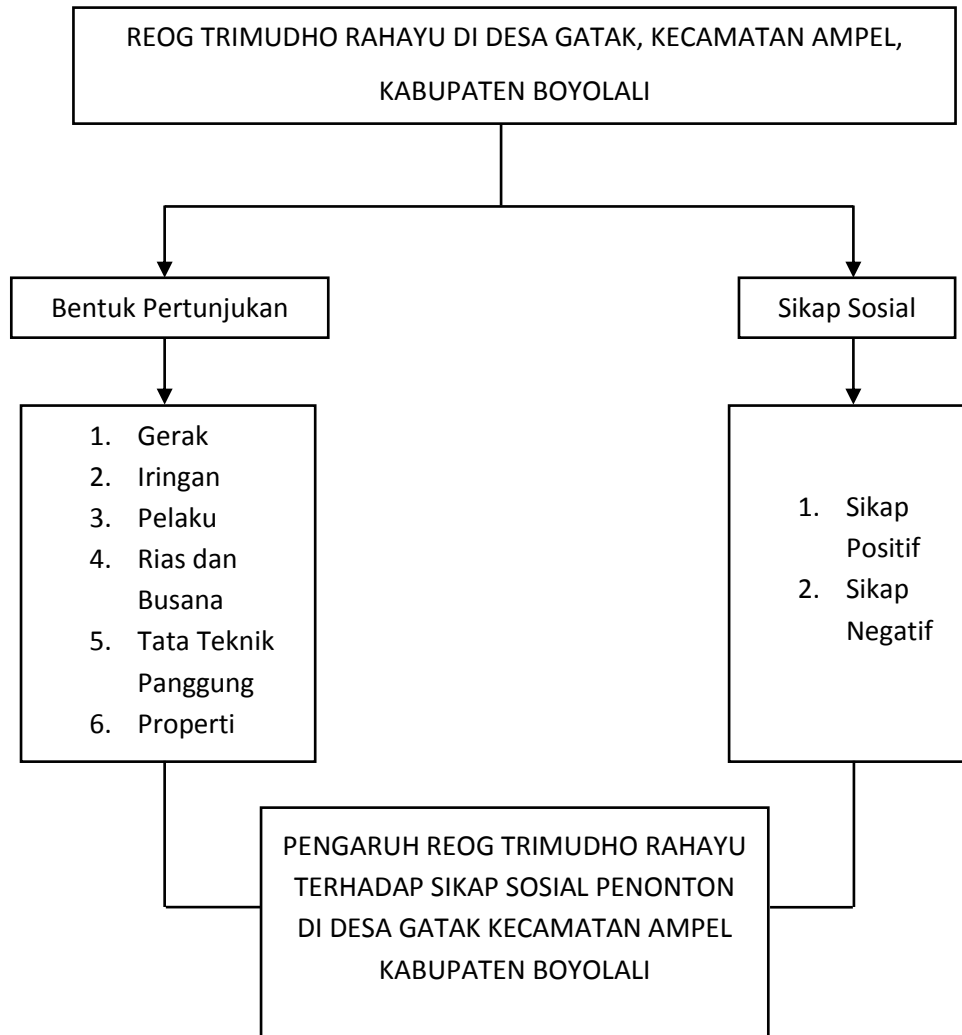 REOG TRIMUDHO RAHAYU DI DESA GATAK, KECAMATAN AMPEL,
KABUPATEN BOYOLALI
Bentuk Pertunjukan
Sikap Sosial
1. Gerak
2. Iringan
3. Pelaku
4. Rias dan
Busana
5. Tata Teknik
Panggung
6. Properti
1. Sikap
Positif
2. Sikap
Negatif
PENGARUH REOG TRIMUDHO RAHAYU
TERHADAP SIKAP SOSIAL PENONTON
DI DESA GATAK KECAMATAN AMPEL
KABUPATEN BOYOLALI